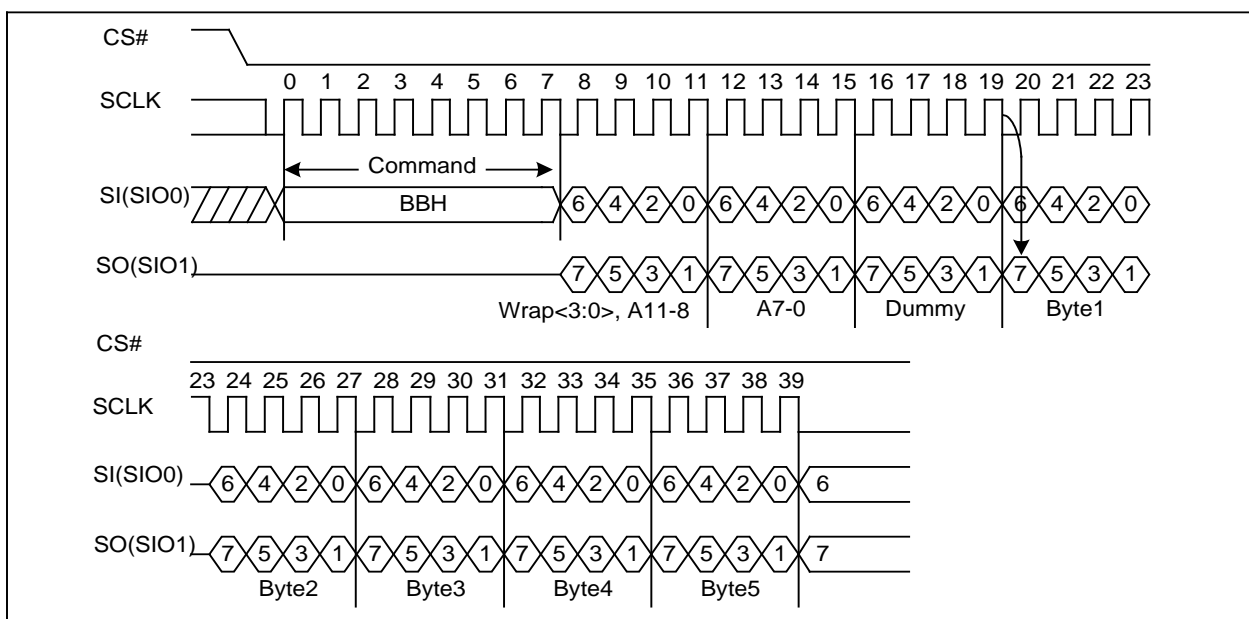 CS#
0 1 2 3 4 5 6 7 8 9 10 11 12 13 14 15 16 17 18 19 20 21 22 23
SCLK
Command
SI(SIO0) BBH 6 4 2 0 6 4 2 0 6 4 2 0 6 4 2 0
SO(SIO1) 7 5 3 1 7 5 3 1 7 5 3 1 7 5 3 1
Wrap<3:0>, A11-8 A7-0 Dummy Byte1
CS#
23 24 25 26 27 28 29 30 31 32 33 34 35 36 37 38 39
SCLK
SI(SIO0) 6 4 2 0 6 4 2 0 6 4 2 0 6 4 2 0 6
SO(SIO1) 7 5 3 1 7 5 3 1 7 5 3 1 7 5 3 1 7
Byte2 Byte3 Byte4 Byte5